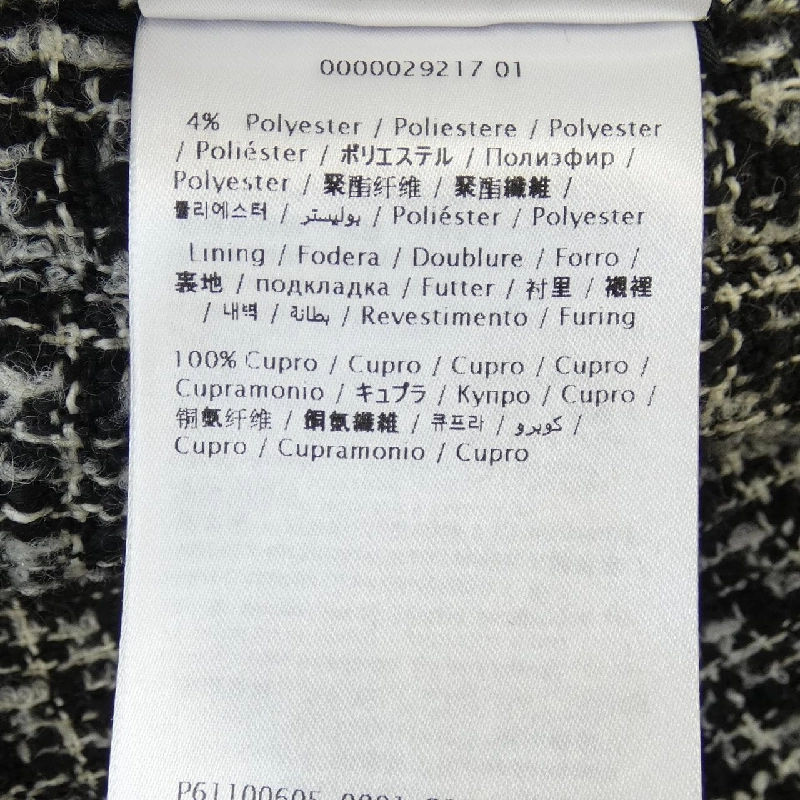 0000029217 01
4% Polyester / Poliestere / Polyester
/ Poliéster / ポリエステル / Полиэфир /
Polyester / 聚酯纤维 / 聚酯纖維 /
폴리에스터 / بوليستر / Poliéster / Polyester
Lining / Fodera / Doublure / Forro /
裏地 / подкладка / Futter / 衬里 / 襯裡
/ 내벽 / بطانة / Revestimento / Furing
100% Cupro / Cupro / Cupro / Cupro /
Cupramonio / キュプラ / Купро / Cupro /
铜氨纤维 / 銅氨纖維 / 큐프라 / كوبرو /
Cupro / Cupramonio / Cupro